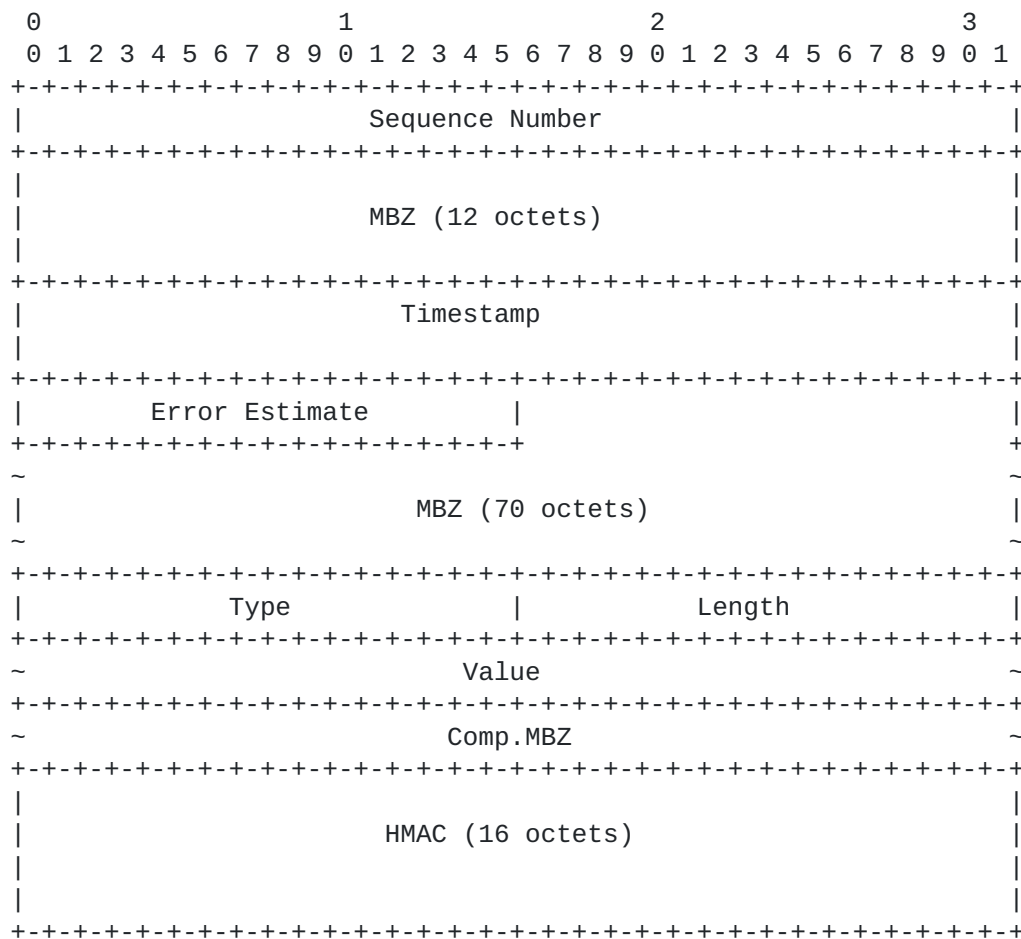 0                   1                   2                   3
 0 1 2 3 4 5 6 7 8 9 0 1 2 3 4 5 6 7 8 9 0 1 2 3 4 5 6 7 8 9 0 1
+-+-+-+-+-+-+-+-+-+-+-+-+-+-+-+-+-+-+-+-+-+-+-+-+-+-+-+-+-+-+-+-+
|                      Sequence Number                          |
+-+-+-+-+-+-+-+-+-+-+-+-+-+-+-+-+-+-+-+-+-+-+-+-+-+-+-+-+-+-+-+-+
|                                                               |
|                      MBZ (12 octets)                          |
|                                                               |
+-+-+-+-+-+-+-+-+-+-+-+-+-+-+-+-+-+-+-+-+-+-+-+-+-+-+-+-+-+-+-+-+
|                        Timestamp                              |
|                                                               |
+-+-+-+-+-+-+-+-+-+-+-+-+-+-+-+-+-+-+-+-+-+-+-+-+-+-+-+-+-+-+-+-+
|        Error Estimate         |                               |
+-+-+-+-+-+-+-+-+-+-+-+-+-+-+-+-+                               +
~                                                               ~
|                         MBZ (70 octets)                       |
~                                                               ~
+-+-+-+-+-+-+-+-+-+-+-+-+-+-+-+-+-+-+-+-+-+-+-+-+-+-+-+-+-+-+-+-+
|             Type              |           Length              |
+-+-+-+-+-+-+-+-+-+-+-+-+-+-+-+-+-+-+-+-+-+-+-+-+-+-+-+-+-+-+-+-+
~                            Value                              ~
+-+-+-+-+-+-+-+-+-+-+-+-+-+-+-+-+-+-+-+-+-+-+-+-+-+-+-+-+-+-+-+-+
~                           Comp.MBZ                            ~
+-+-+-+-+-+-+-+-+-+-+-+-+-+-+-+-+-+-+-+-+-+-+-+-+-+-+-+-+-+-+-+-+
|                                                               |
|                       HMAC (16 octets)                        |
|                                                               |
|                                                               |
+-+-+-+-+-+-+-+-+-+-+-+-+-+-+-+-+-+-+-+-+-+-+-+-+-+-+-+-+-+-+-+-+